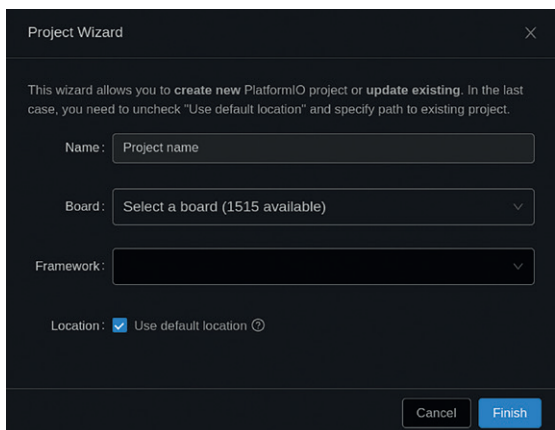 Project Wizard
This wizard allows you to create new PlatformIO project or update existing. In the last
case, you need to uncheck "Use default location" and specify path to existing project.
Name: Project name
Board: Select a board (1515 available)
Framework:
Location: Use default location
Cancel Finish